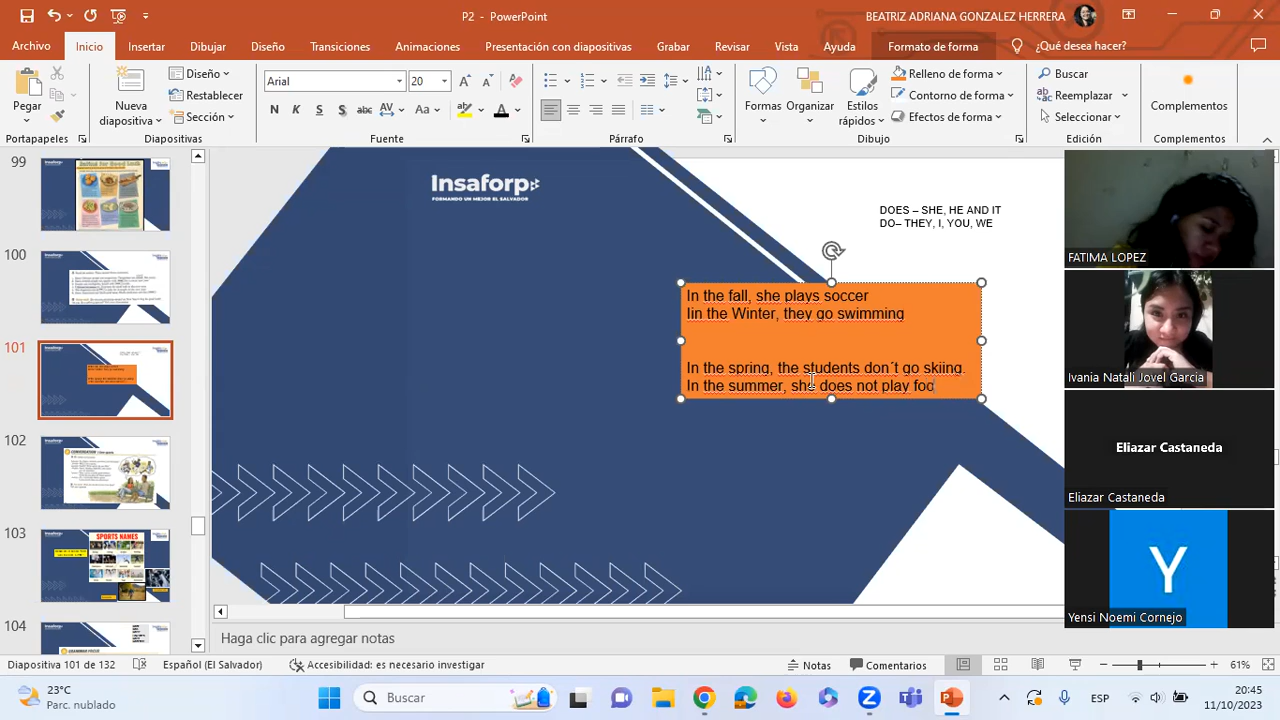 P2 - PowerPoint
BEATRIZ ADRIANA GONZALEZ HERRERA
Archivo Inicio Insertar Dibujar Diseño Transiciones Animaciones Presentación con diapositivas Grabar Revisar Vista Ayuda Formato de forma ¿Qué desea hacer?
Pegar
Portapapeles
Nueva diapositiva
Diseño
Restablecer
Sección
Diapositivas
Arial 20
N K S S abc AV Aa A
Fuente
Párrafo
Formas
Organizar
Estilos rápidos
Relleno de forma
Contorno de forma
Efectos de forma
Dibujo
Buscar
Reemplazar
Seleccionar
Edición
Complementos
Complementos
99
100
101
102
103
SPORTS NAMES
104
Insaforp
FORMANDO UN MEJOR EL SALVADOR
DOES – SHE, HE AND IT
DO– THEY, I, YOU, WE
In the fall, she plays soccer
Iin the Winter, they go swimming
In the spring, the students don´t go skiing.
In the summer, she does not play foo
FATIMA LOPEZ
Ivania Natali Jovel Garcia
Eliazar Castaneda
Eliazar Castaneda
Y
Yensi Noemi Cornejo
Haga clic para agregar notas
Diapositiva 101 de 132 Español (El Salvador) Accesibilidad: es necesario investigar Notas Comentarios 61%
23°C
Parc. nublado
Buscar
ESP
20:45
11/10/2023